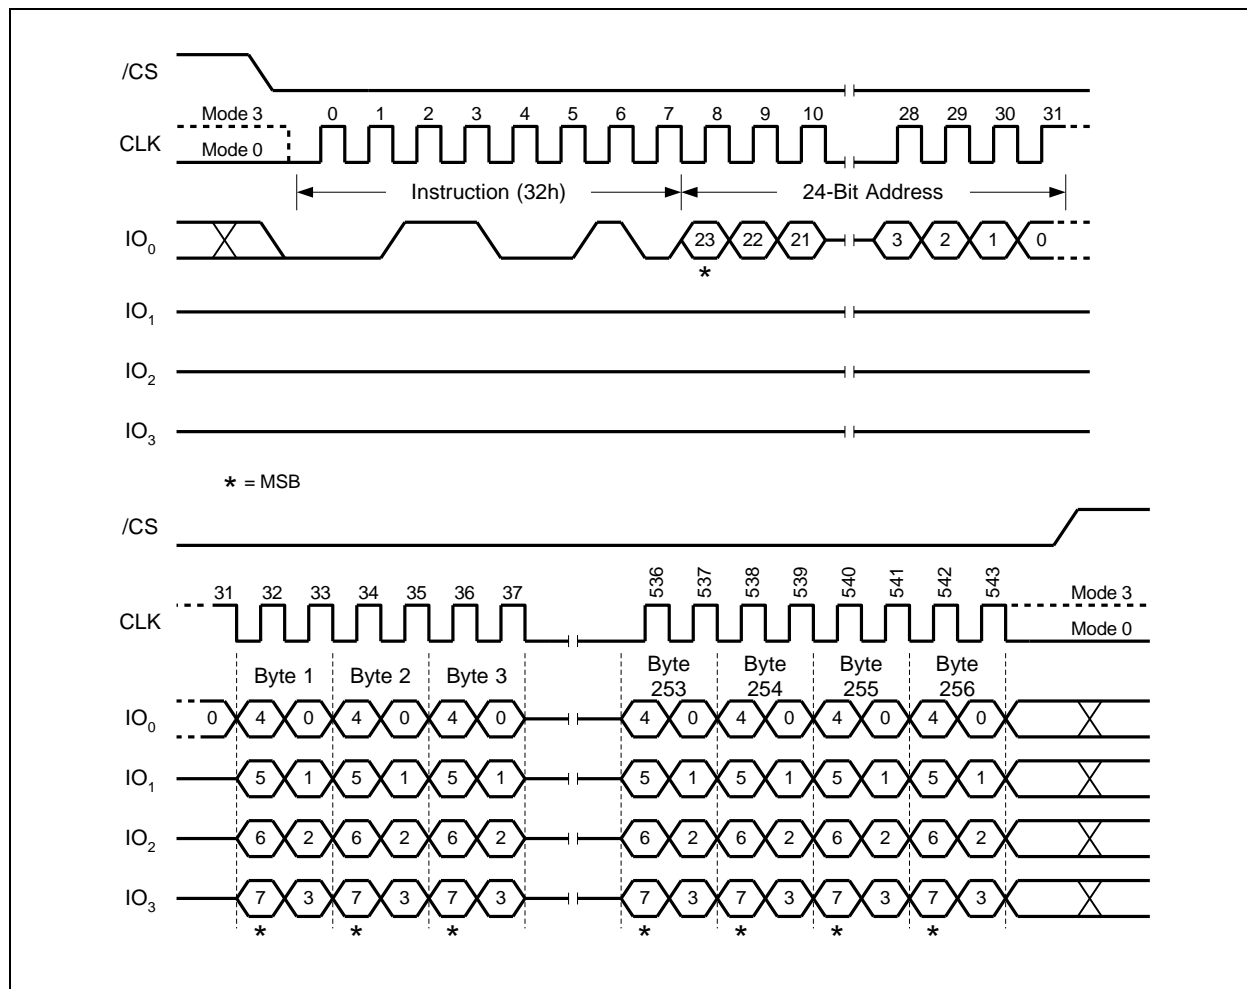 /CS
Mode 3 0 1 2 3 4 5 6 7 8 9 10 28 29 30 31
CLK
Mode 0
Instruction (32h) 24-Bit Address
IO0 23 22 21 3 2 1 0
*
IO1
IO2
IO3
* = MSB
/CS
31 32 33 34 35 36 37 536 537 538 539 540 541 542 543 Mode 3
CLK
Mode 0
Byte 1 Byte 2 Byte 3 Byte 253 Byte 254 Byte 255 Byte 256
IO0 0 4 0 4 0 4 0 4 0 4 0 4 0 4 0
IO1 5 1 5 1 5 1 5 1 5 1 5 1 5 1
IO2 6 2 6 2 6 2 6 2 6 2 6 2 6 2
IO3 7 3 7 3 7 3 7 3 7 3 7 3 7 3
* * * * * * *